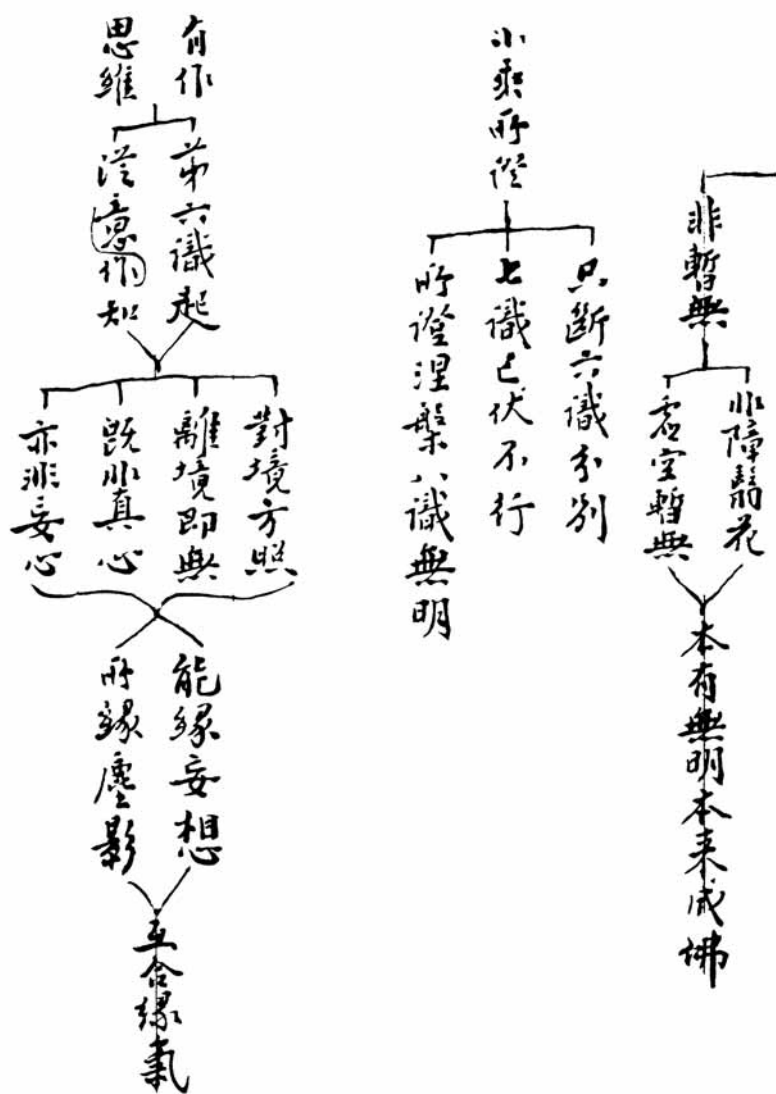 非暫無
非障翳花
虛空暫無
本有無明本来成佛
小乘所證
只斷六識分別
七識已伏不行
所證涅槃八識無明
有作
思維
第六識起
從意作知
對境方照
離境即無
既非真心
亦非妄心
能緣妄想
所緣塵影
互合緣氣